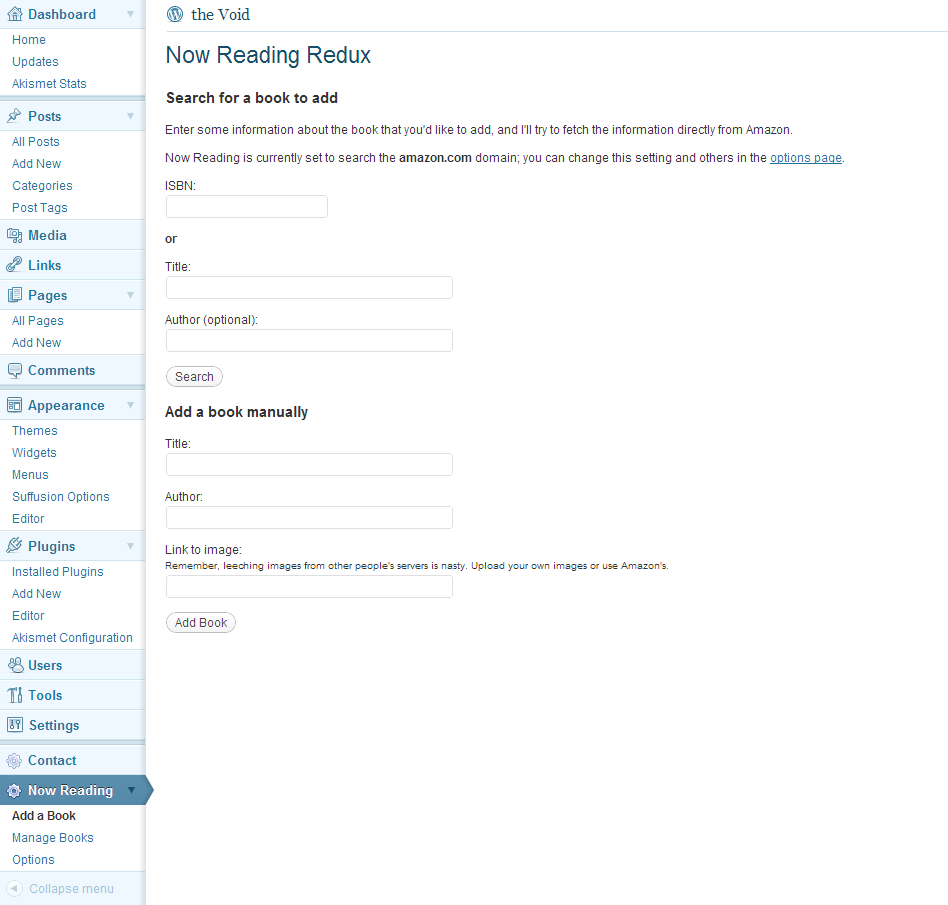 Dashboard
Home
Updates
Akismet Stats
Posts
All Posts
Add New
Categories
Post Tags
Media
Links
Pages
All Pages
Add New
Comments
Appearance
Themes
Widgets
Menus
Suffusion Options
Editor
Plugins
Installed Plugins
Add New
Editor
Akismet Configuration
Users
Tools
Settings
Contact
Now Reading
Add a Book
Manage Books
Options
Collapse menu
the Void
Now Reading Redux
Search for a book to add
Enter some information about the book that you'd like to add, and I'll try to fetch the information directly from Amazon.
Now Reading is currently set to search the amazon.com domain; you can change this setting and others in the options page.
ISBN:
or
Title:
Author (optional):
Search
Add a book manually
Title:
Author:
Link to image:
Remember, leeching images from other people's servers is nasty. Upload your own images or use Amazon's.
Add Book